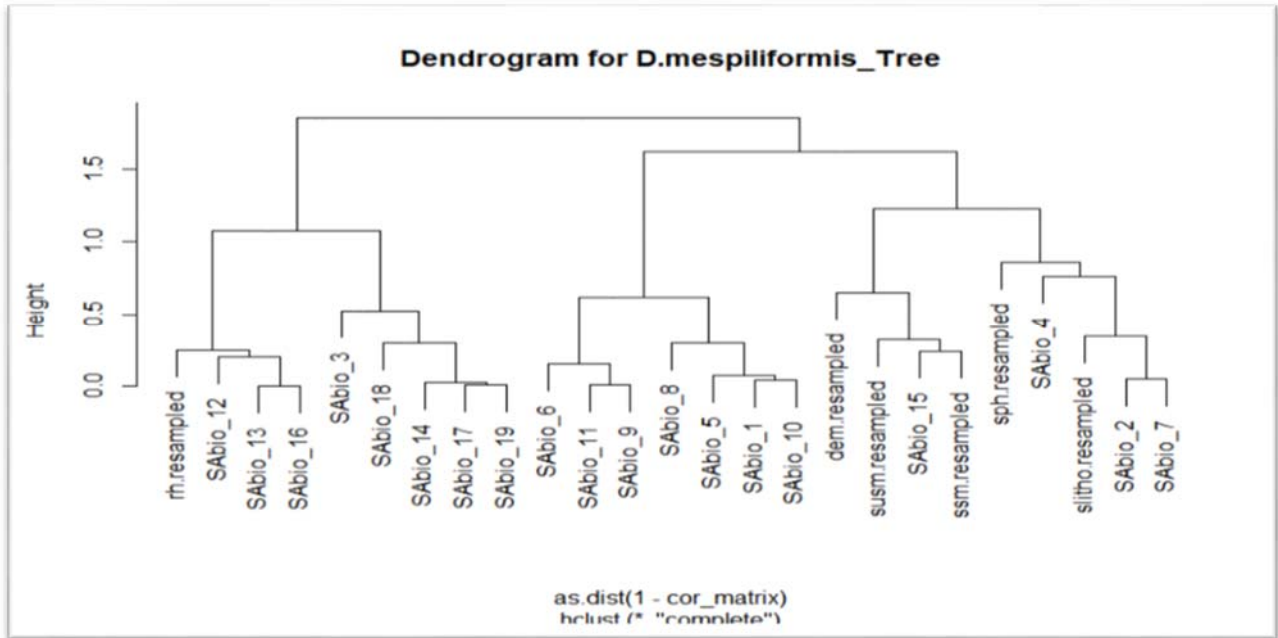 Dendrogram for D.mespiliformis_Tree
Height
1.5
1.0
0.5
0.0
rh.resampled
SAbio_12
SAbio_13
SAbio_16
SAbio_3
SAbio_18
SAbio_14
SAbio_17
SAbio_19
SAbio_6
SAbio_11
SAbio_9
SAbio_8
SAbio_5
SAbio_1
SAbio_10
dem.resampled
susm.resampled
SAbio_15
ssm.resampled
sph.resampled
SAbio_4
slitho.resampled
SAbio_2
SAbio_7
as.dist(1 - cor_matrix)
hclust (*, "complete")